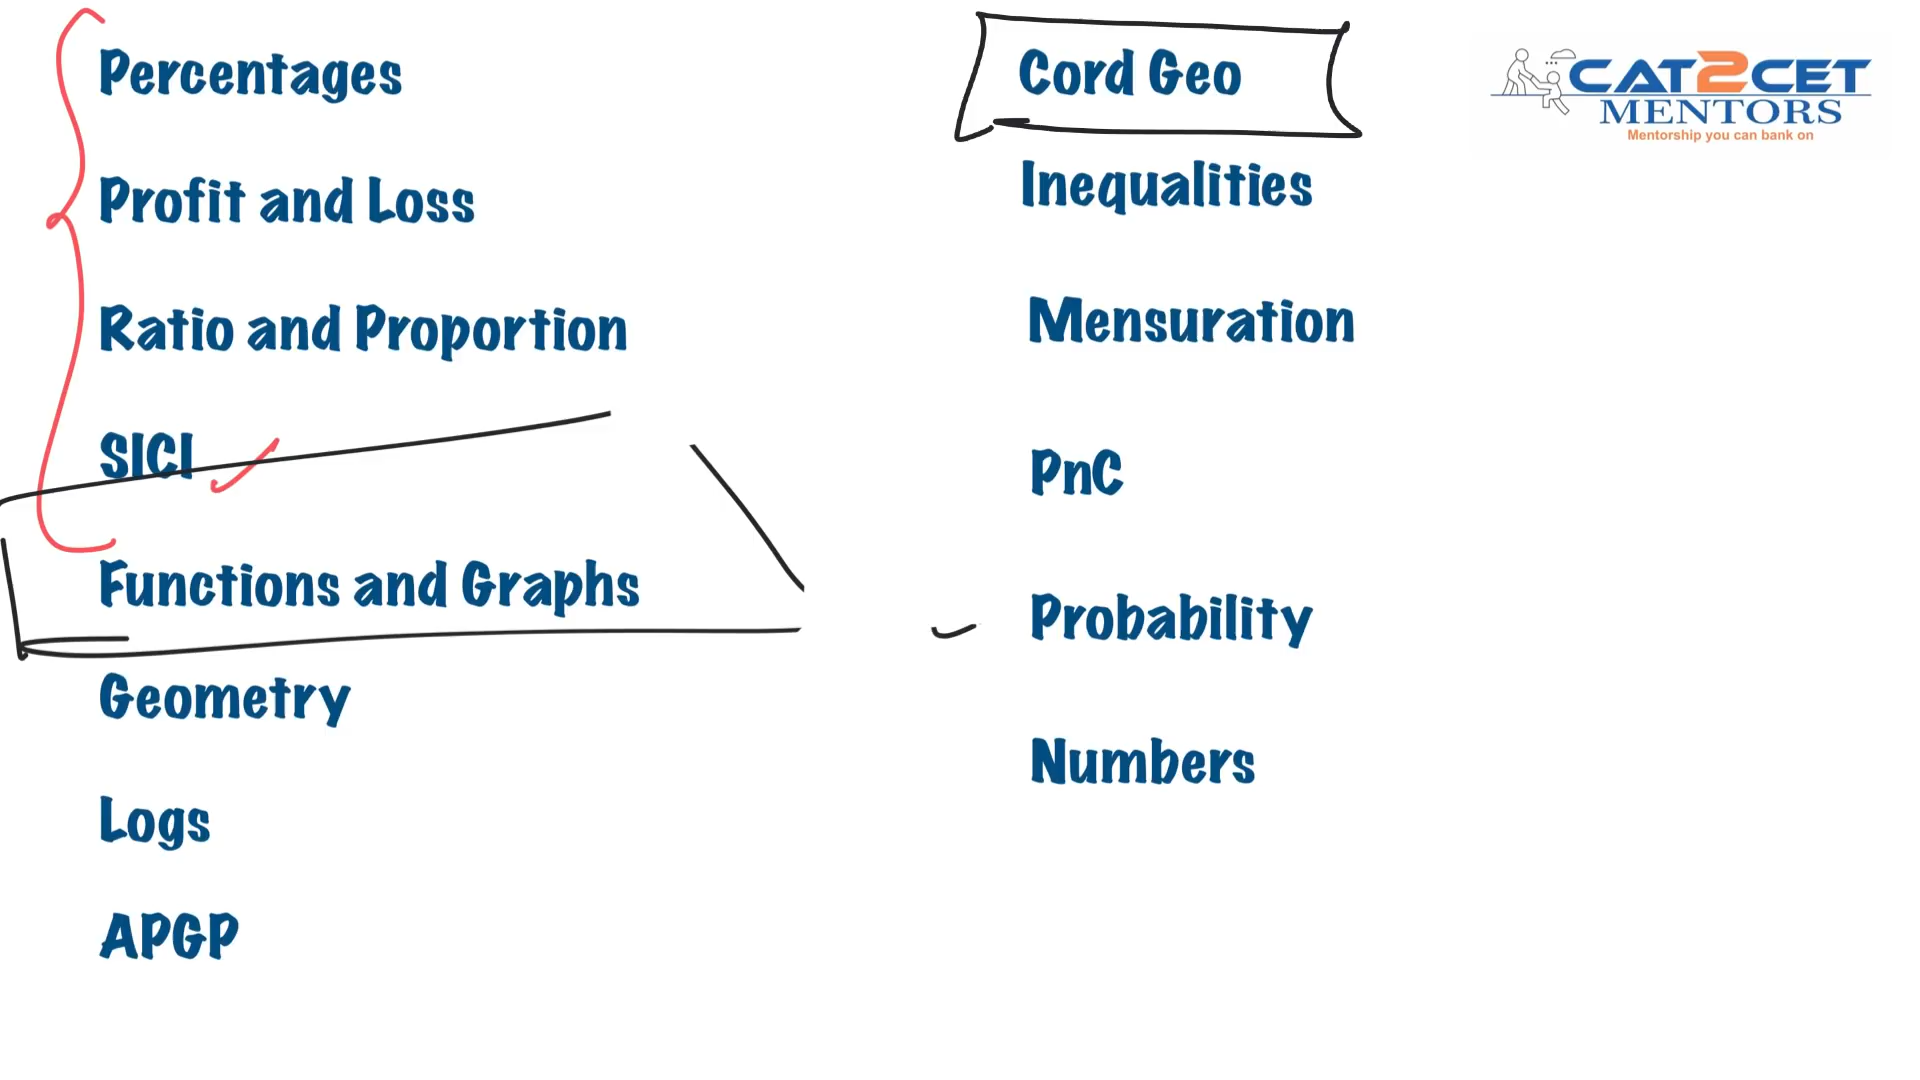 Percentages
Profit and Loss
Ratio and Proportion
SICI
Functions and Graphs
Geometry
Logs
APGP
Cord Geo
Inequalities
Mensuration
PnC
Probability
Numbers
CAT2CET
MENTORS
Mentorship you can bank on